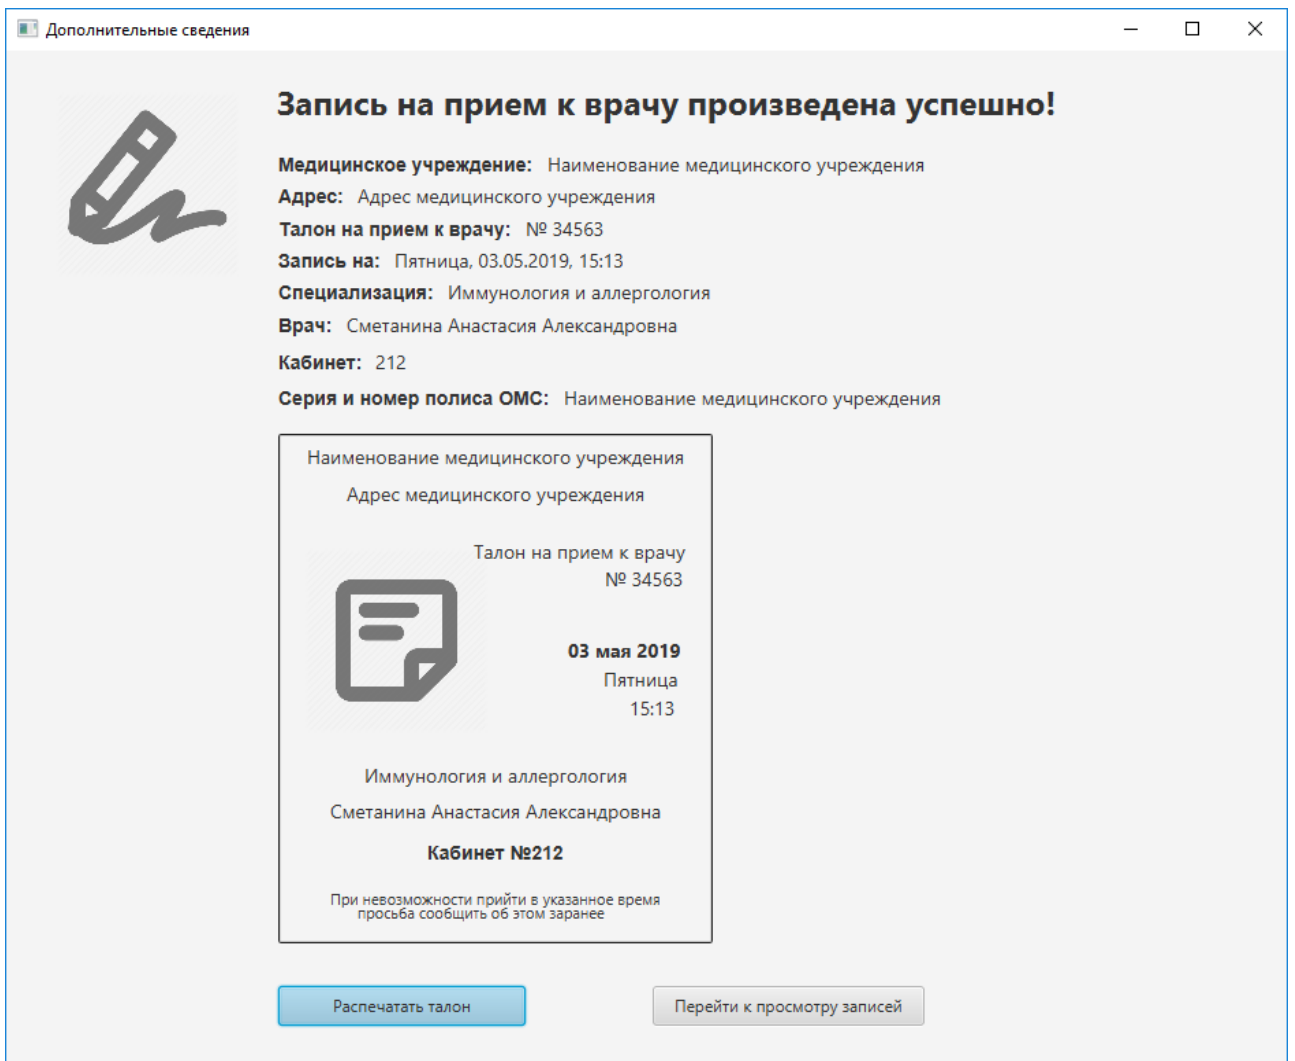 Дополнительные сведения
Запись на прием к врачу произведена успешно!
Медицинское учреждение: Наименование медицинского учреждения
Адрес: Адрес медицинского учреждения
Талон на прием к врачу: № 34563
Запись на: Пятница, 03.05.2019, 15:13
Специализация: Иммунология и аллергология
Врач: Сметанина Анастасия Александровна
Кабинет: 212
Серия и номер полиса ОМС: Наименование медицинского учреждения
Наименование медицинского учреждения
Адрес медицинского учреждения
Талон на прием к врачу
№ 34563
03 мая 2019
Пятница
15:13
Иммунология и аллергология
Сметанина Анастасия Александровна
Кабинет №212
При невозможности прийти в указанное время
просьба сообщить об этом заранее
Распечатать талон
Перейти к просмотру записей